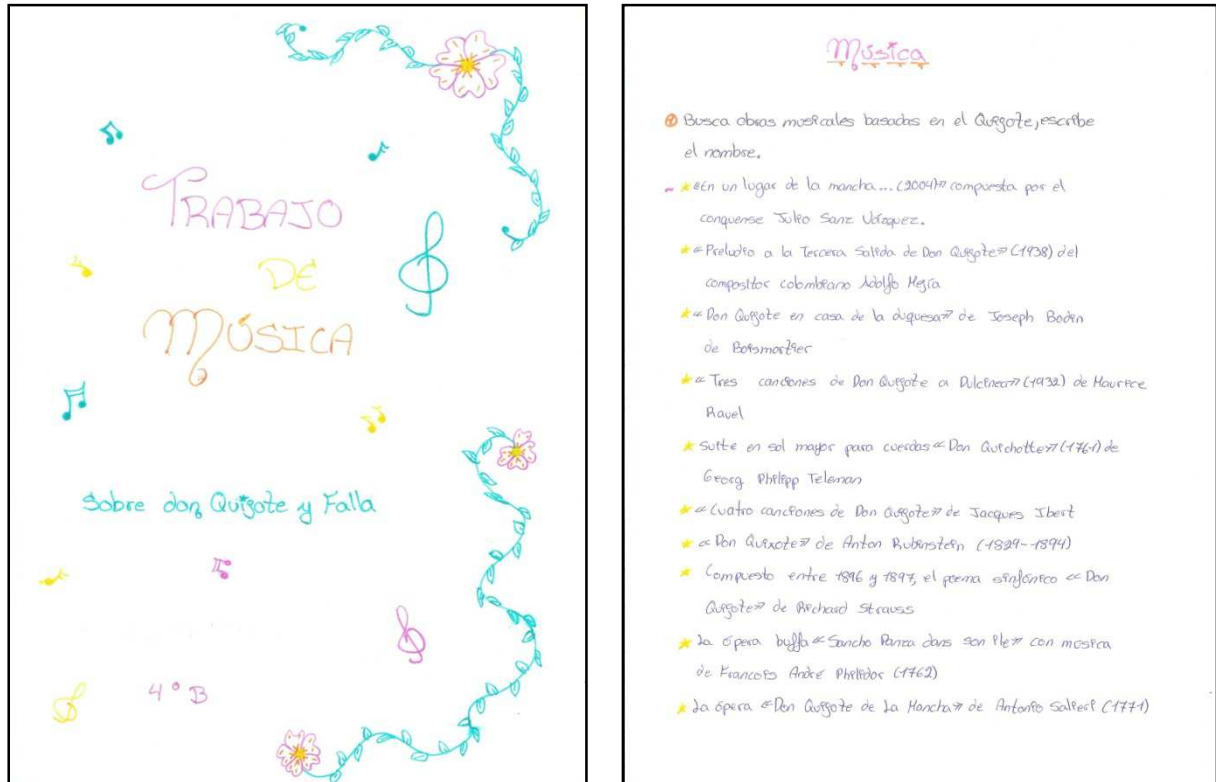 TRABAJO
DE
MÚSICA
Sobre don Quijote y Falla
4º B
Música
1 Busca obras musicales basadas en el Quijote, escribe
el nombre.
- «En un lugar de la mancha... (2004)» compuesta por el
conquense Julio Sanz Vázquez.
«Preludio a la Tercera Salida de Don Quijote» (1938) del
compositor colombiano Adolfo Mejía
«Don Quijote en casa de la duquesa» de Joseph Bodin
de Boismortier
«Tres canciones de Don Quijote a Dulcinea» (1932) de Maurice
Ravel
Suite en sol mayor para cuerdas «Don Quichotte» (1761) de
Georg Philipp Teleman
«Cuatro canciones de Don Quijote» de Jacques Ibert
«Don Quixote» de Anton Rubinstein (1829-1894)
Compuesto entre 1896 y 1897, el poema sinfónico «Don
Quijote» de Richard Strauss
La ópera buffa «Sancho Panza dans son Ile» con música
de Francois André Philidor (1762)
La ópera «Don Quijote de La Mancha» de Antonio Salieri (1771)